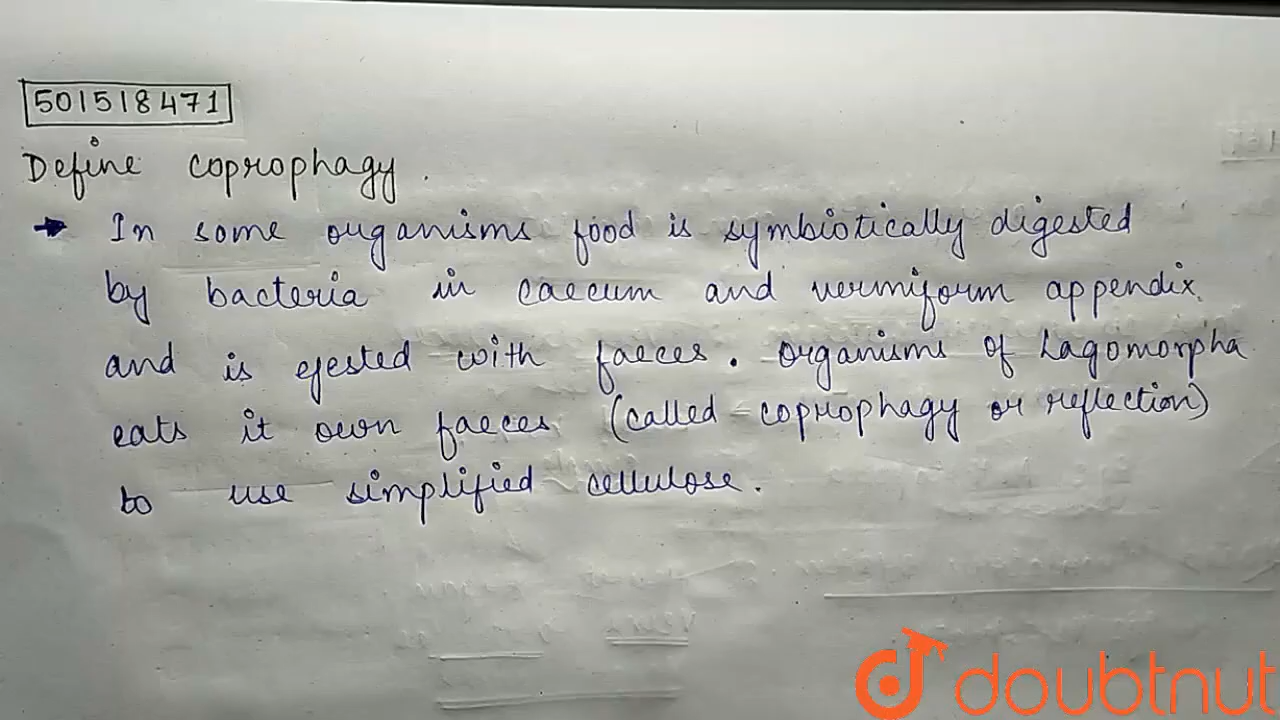 501518471
Define coprophagy.
→ In some organisms food is symbiotically digested
by bacteria in caecum and vermiform appendix
and is ejested with faeces. Organisms of Lagomorpha
eats it own faeces (called coprophagy or reflection)
to use simplified cellulose.
doubtnut